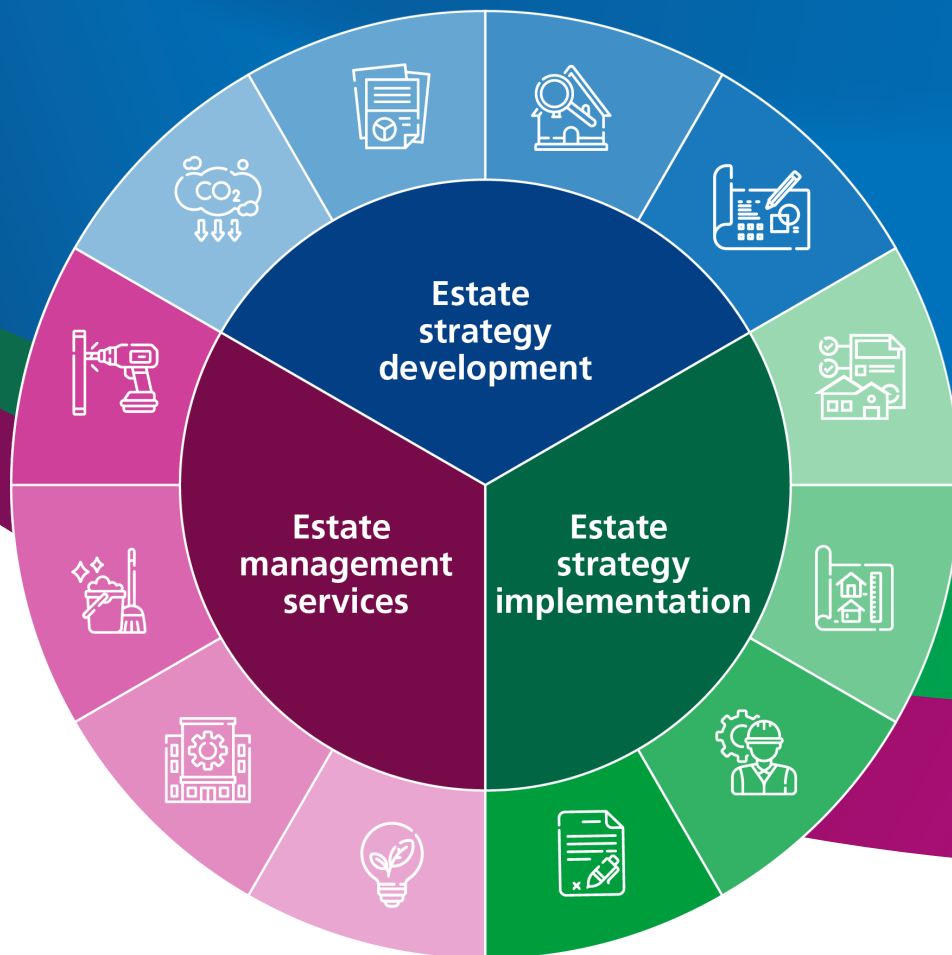 CO₂
Estate
strategy
development
Estate
management
services
Estate
strategy
implementation
x